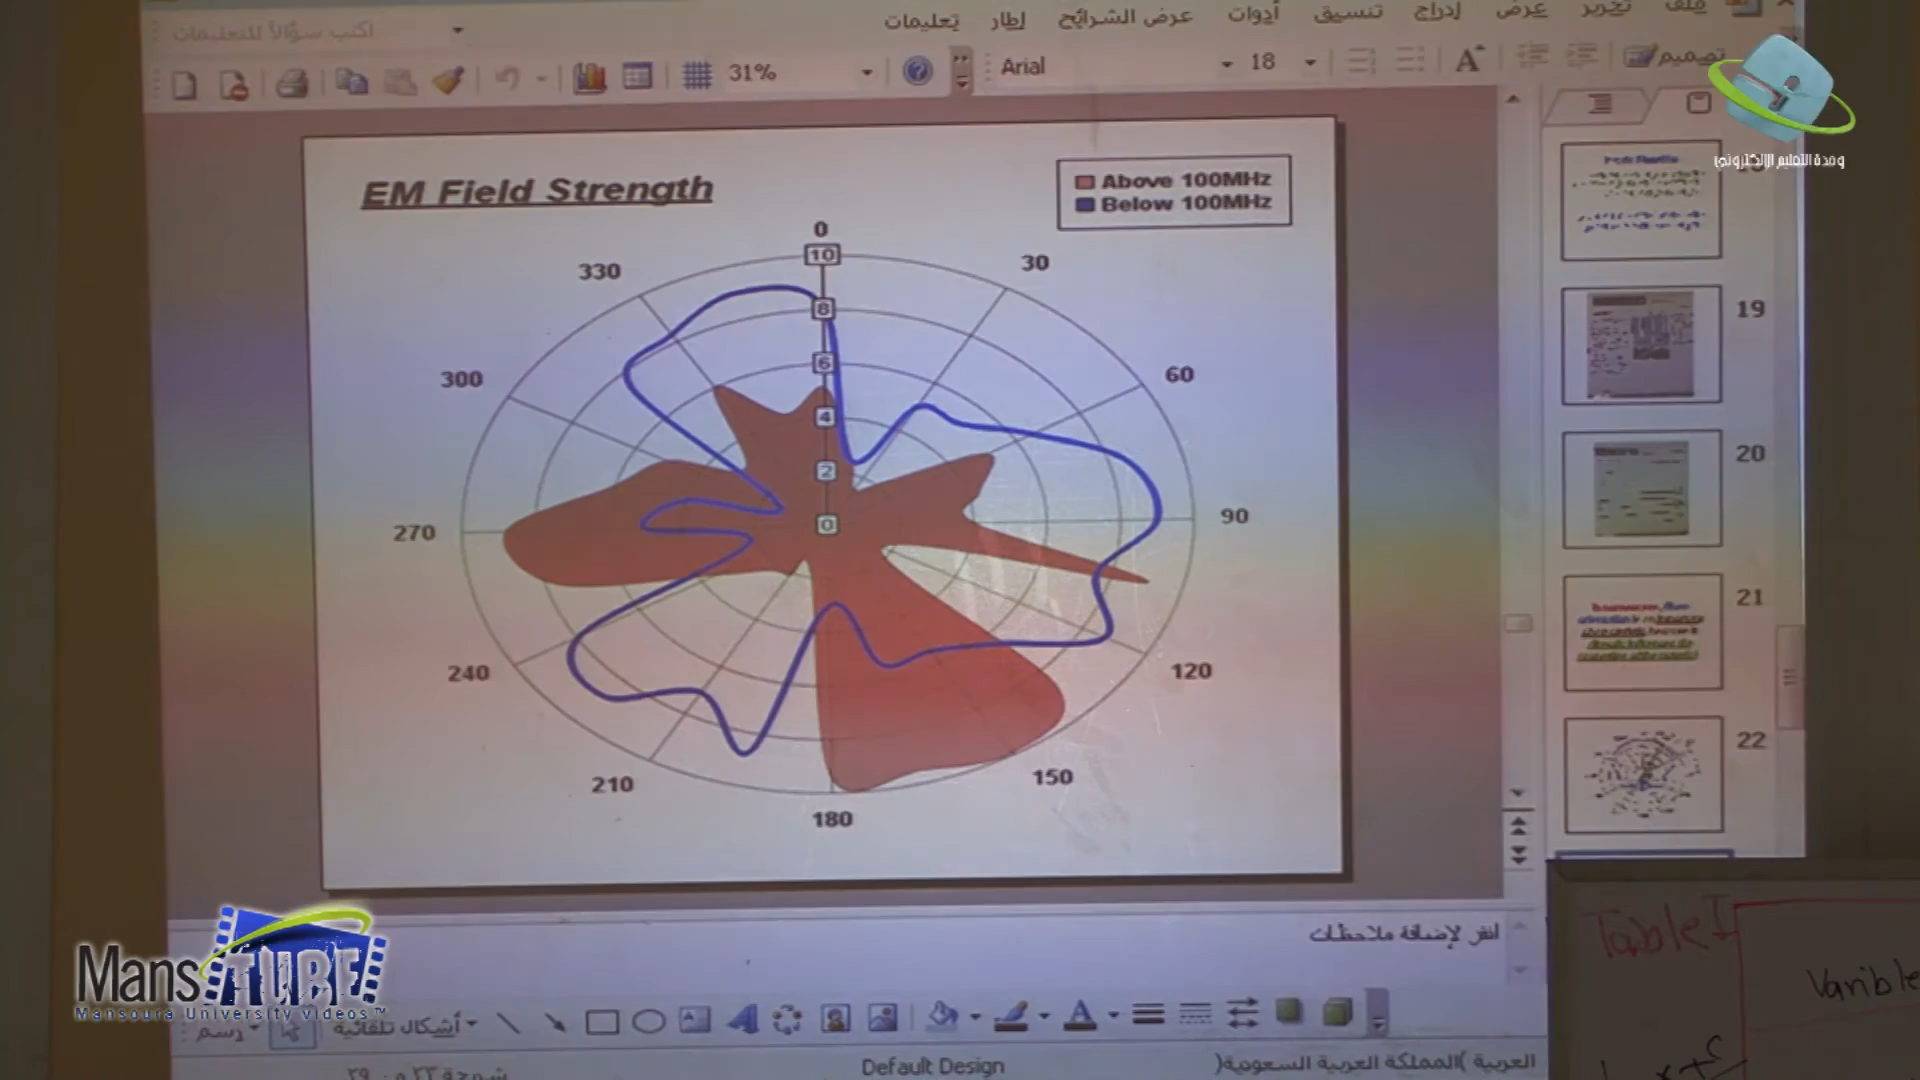 ملف تحرير عرض إدراج تنسيق أدوات عرض الشرائح إطار تعليمات
اكتب سؤالاً للتعليمات
31%
Arial
18
تصميم
وحدة التعليم الإلكتروني
EM Field Strength
Above 100MHz
Below 100MHz
0
30
60
90
120
150
180
210
240
270
300
330
10
8
6
4
2
0
19
20
21
22
انقر لإضافة ملاحظات
Mans TUBE
Mansoura University Videos™
رسم
أشكال تلقائية
Default Design
العربية (المملكة العربية السعودية)
Table I
Varible